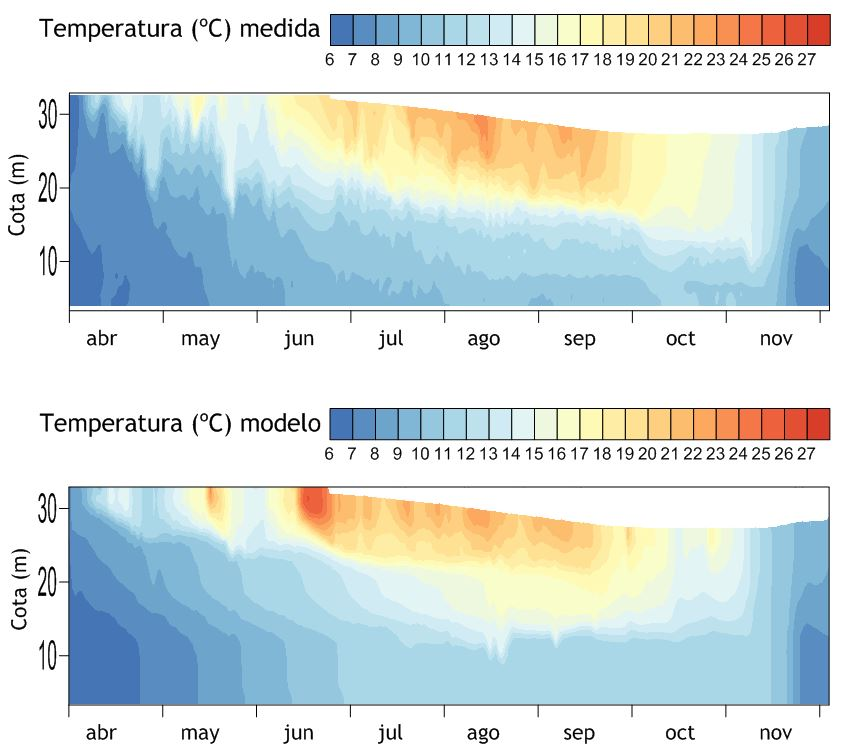 Temperatura (ºC) medida
6 7 8 9 10 11 12 13 14 15 16 17 18 19 20 21 22 23 24 25 26 27
30
20
10
Cota (m)
abr may jun jul ago sep oct nov
Temperatura (ºC) modelo
6 7 8 9 10 11 12 13 14 15 16 17 18 19 20 21 22 23 24 25 26 27
30
20
10
Cota (m)
abr may jun jul ago sep oct nov